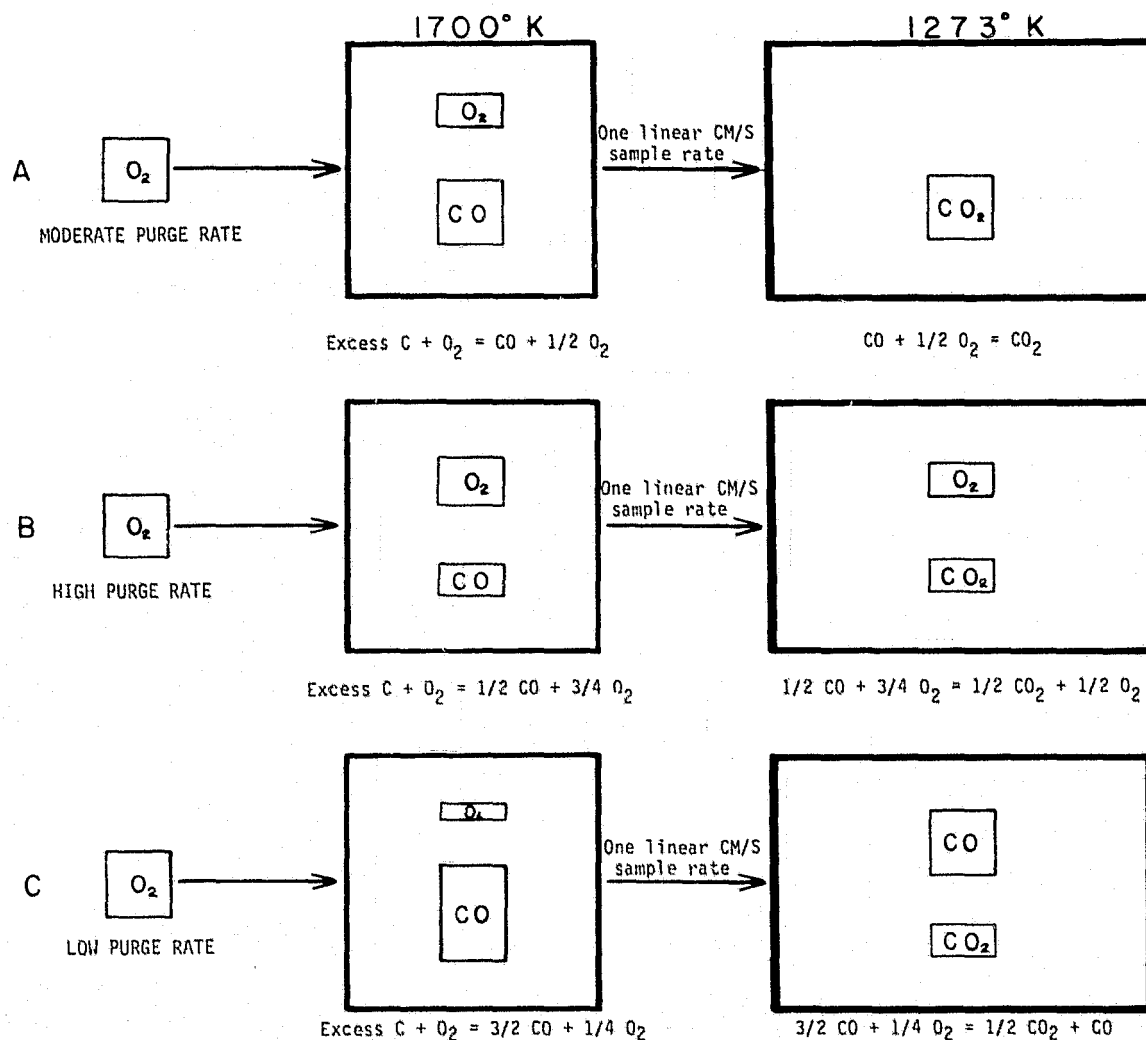 1700° K
1273° K
A
O₂
MODERATE PURGE RATE
O₂
CO
One linear CM/S
sample rate
CO₂
Excess C + O₂ = CO + 1/2 O₂
CO + 1/2 O₂ = CO₂
B
O₂
HIGH PURGE RATE
O₂
CO
One linear CM/S
sample rate
O₂
CO₂
Excess C + O₂ = 1/2 CO + 3/4 O₂
1/2 CO + 3/4 O₂ = 1/2 CO₂ + 1/2 O₂
C
O₂
LOW PURGE RATE
O₂
CO
One linear CM/S
sample rate
CO
CO₂
Excess C + O₂ = 3/2 CO + 1/4 O₂
3/2 CO + 1/4 O₂ = 1/2 CO₂ + CO